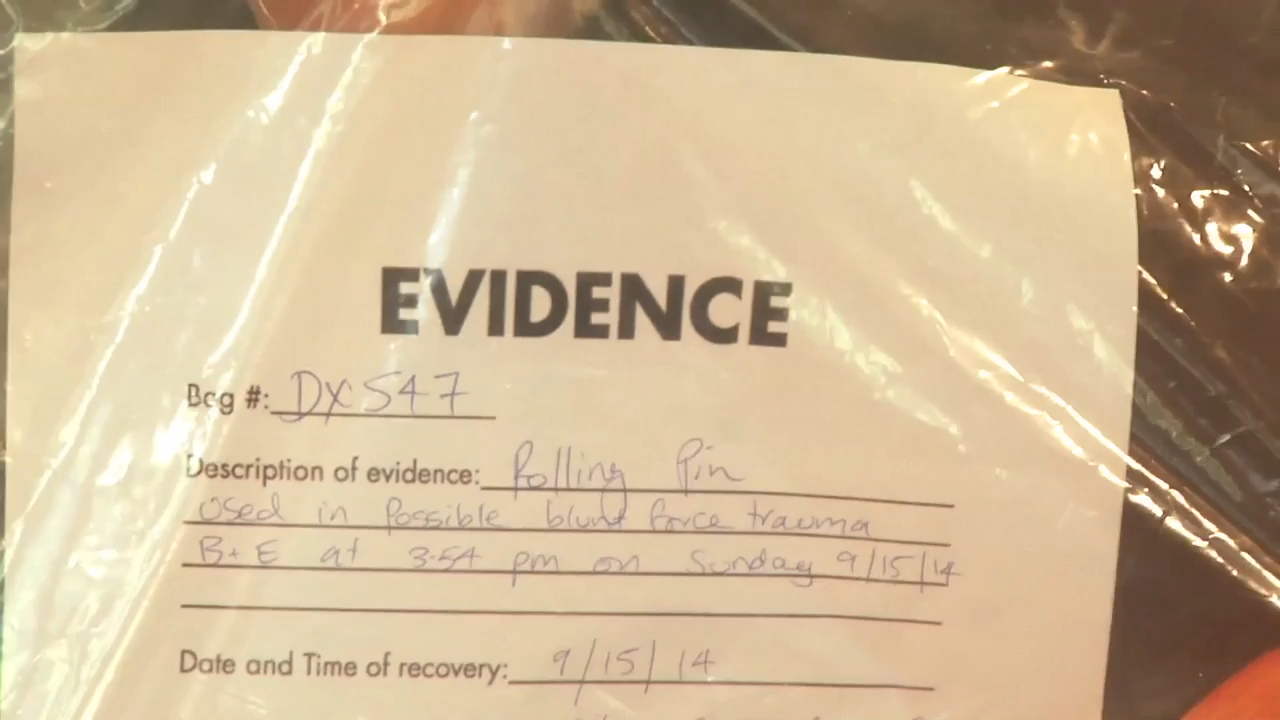 EVIDENCE
Bag #: DX547
Description of evidence: Rolling Pin
Used in Possible blunt force trauma
B+E at 3:54 pm on Sunday 9/15/14
Date and Time of recovery: 9/15/14